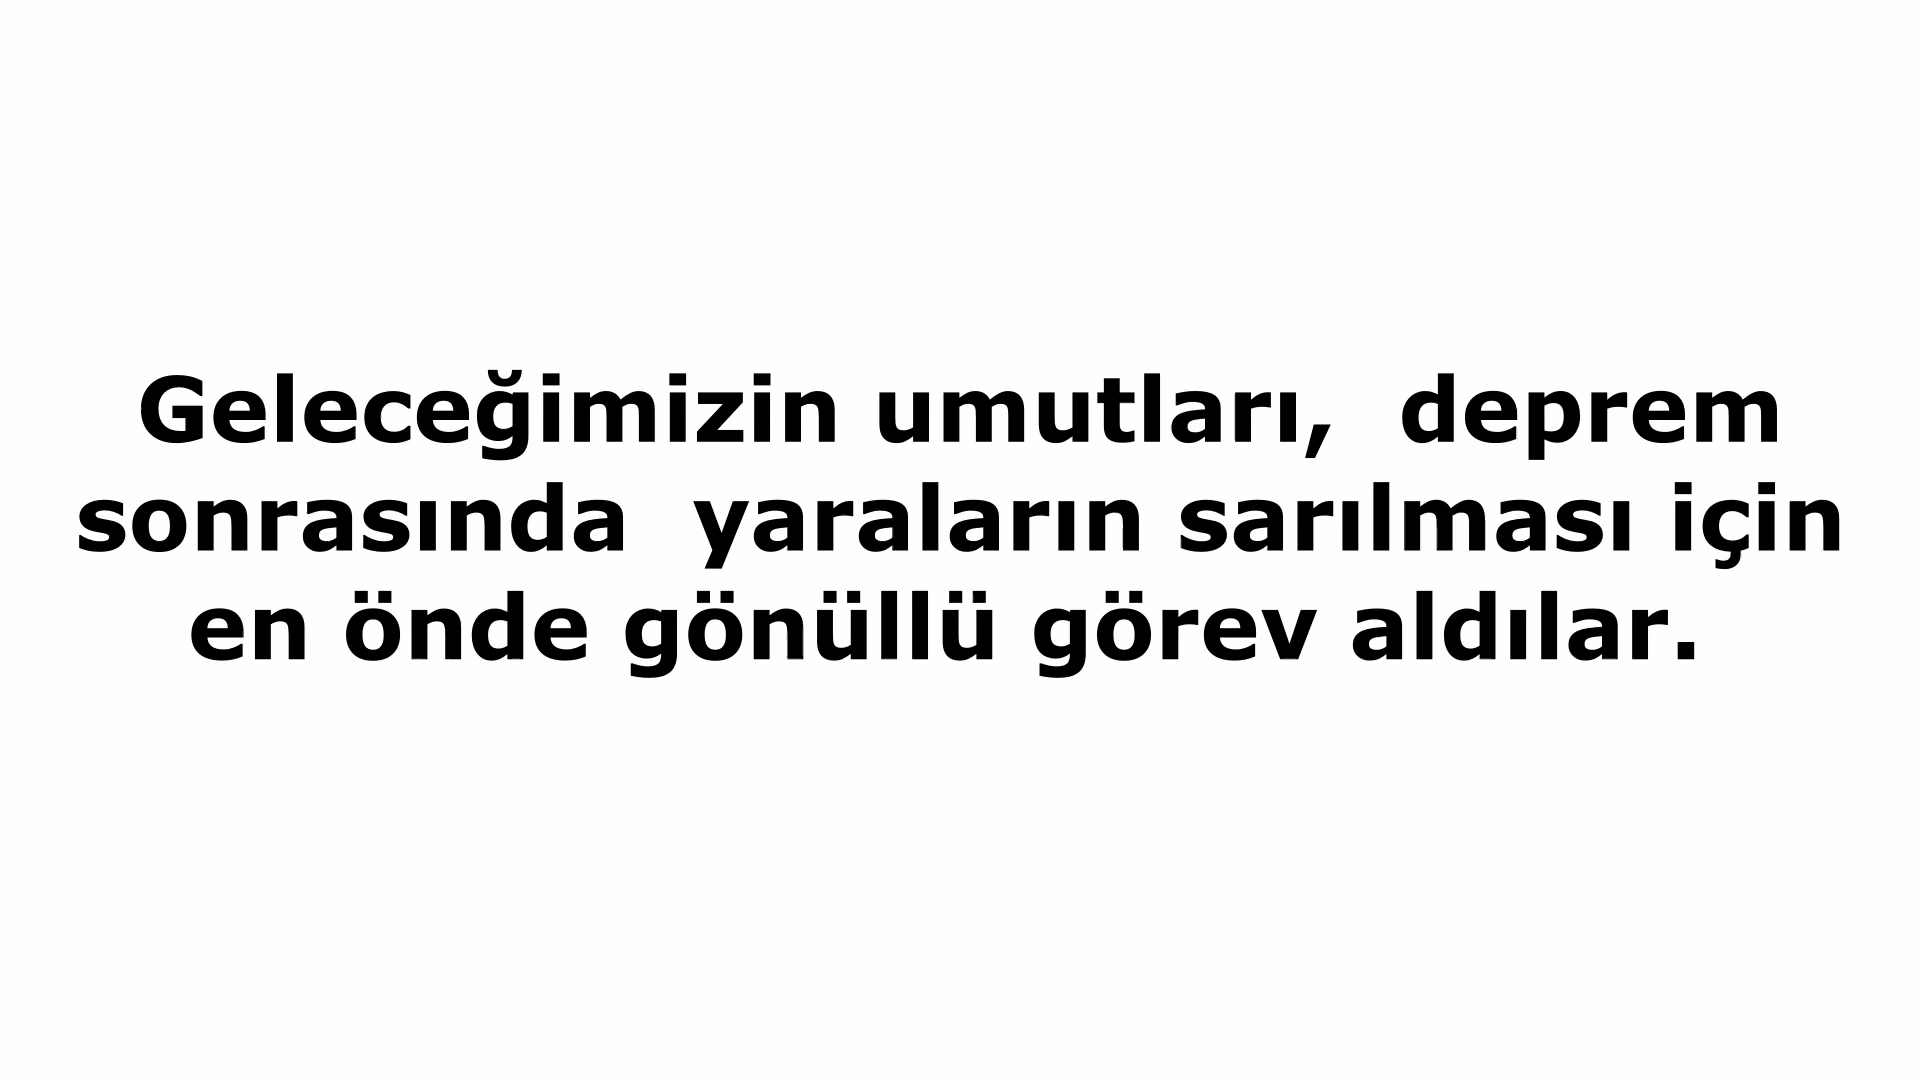 Geleceğimizin umutları,  deprem
sonrasında  yaraların sarılması için
en önde gönüllü görev aldılar.